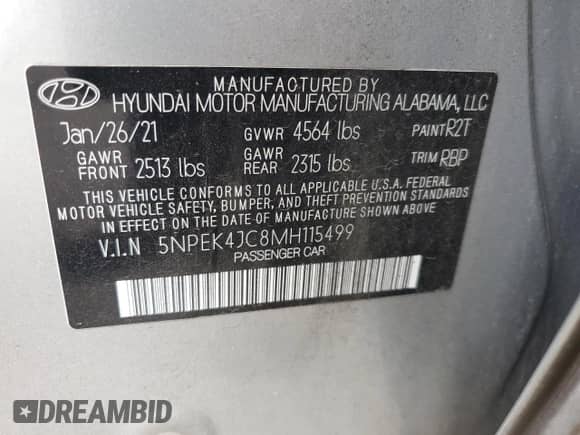 MANUFACTURED BY
HYUNDAI MOTOR MANUFACTURING ALABAMA, LLC
Jan/26/21 GVWR 4564 lbs PAINT R2T
GAWR FRONT 2513 lbs GAWR REAR 2315 lbs TRIM RBP
THIS VEHICLE CONFORMS TO ALL APPLICABLE U.S.A. FEDERAL
MOTOR VEHICLE SAFETY, BUMPER, AND THEFT PREVENTION STANDARDS
IN EFFECT ON THE DATE OF MANUFACTURE SHOWN ABOVE.
V.I.N 5NPEK4JC8MH115499
PASSENGER CAR
DREAMBID